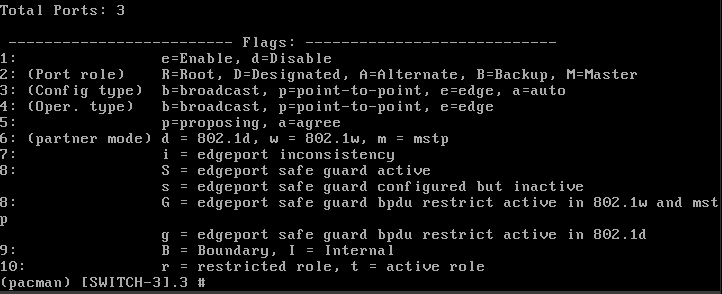 Total Ports: 3
------------------------- Flags: ----------------------------
1:                e=Enable, d=Disable
2: (Port role)    R=Root, D=Designated, A=Alternate, B=Backup, M=Master
3: (Config type)  b=broadcast, p=point-to-point, e=edge, a=auto
4: (Oper. type)   b=broadcast, p=point-to-point, e=edge
5:                p=proposing, a=agree
6: (partner mode) d = 802.1d, w = 802.1w, m = mstp
7:                i = edgeport inconsistency
8:                S = edgeport safe guard active
                  s = edgeport safe guard configured but inactive
8:                G = edgeport safe guard bpdu restrict active in 802.1w and mst
p
                  g = edgeport safe guard bpdu restrict active in 802.1d
9:                B = Boundary, I = Internal
10:               r = restricted role, t = active role
(pacman) [SWITCH-3].3 #